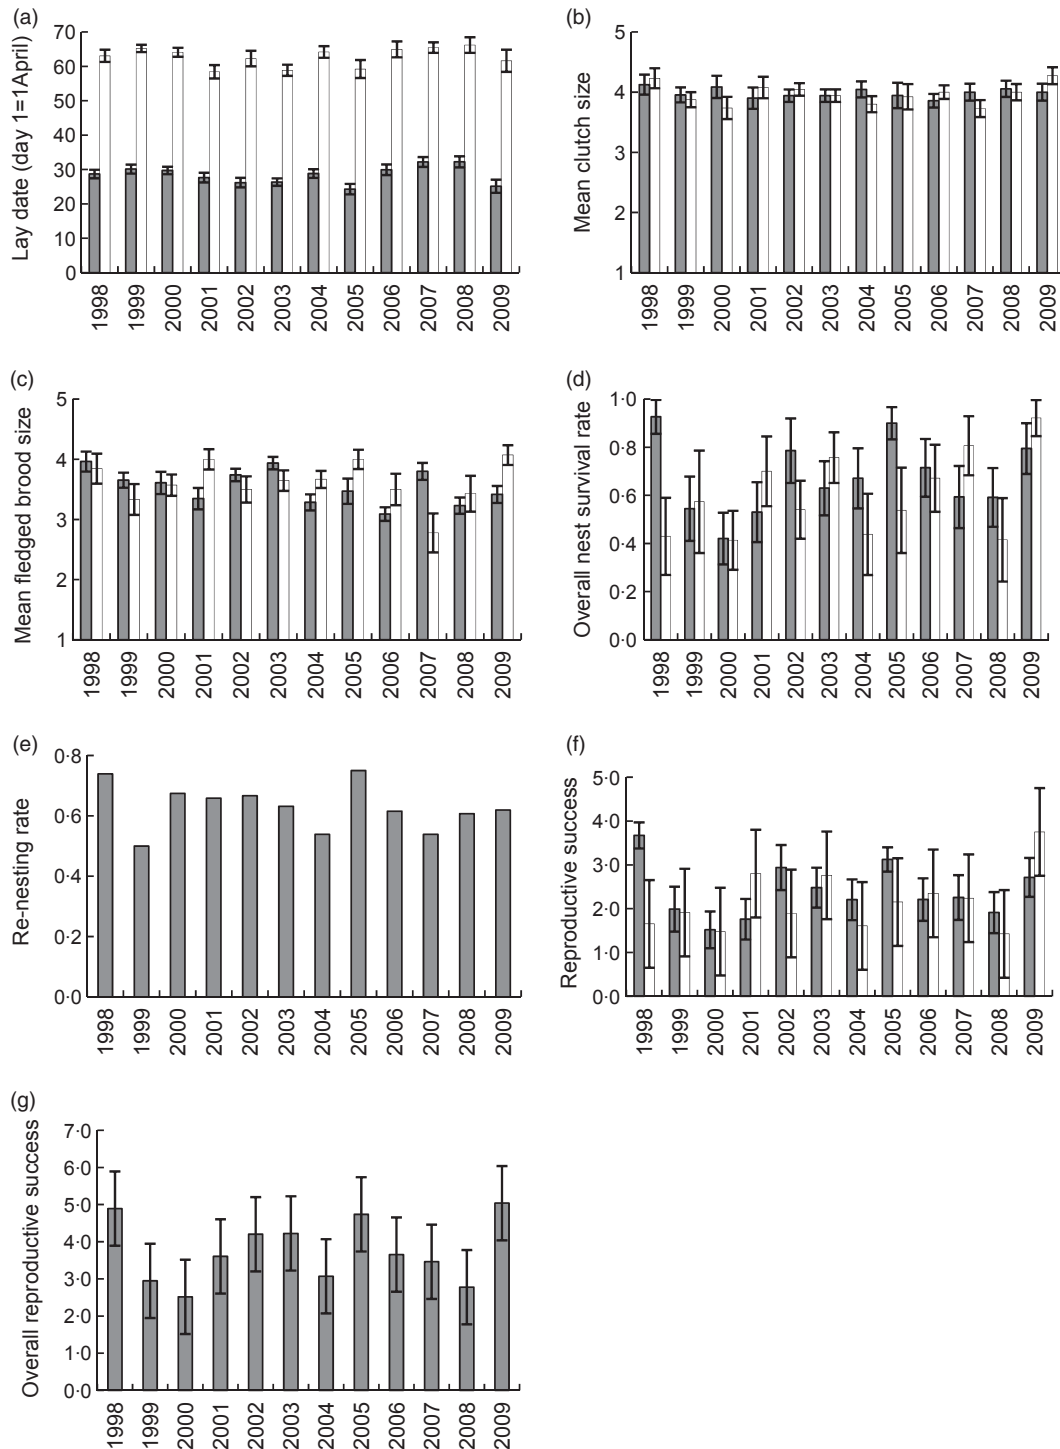 (a)
Lay date (day 1=1April)
70
60
50
40
30
20
10
0
1998 1999 2000 2001 2002 2003 2004 2005 2006 2007 2008 2009
(b)
Mean clutch size
5
4
3
2
1
1998 1999 2000 2001 2002 2003 2004 2005 2006 2007 2008 2009
(c)
Mean fledged brood size
5
4
3
2
1
1998 1999 2000 2001 2002 2003 2004 2005 2006 2007 2008 2009
(d)
Overall nest survival rate
1·0
0·8
0·6
0·4
0·2
0·0
1998 1999 2000 2001 2002 2003 2004 2005 2006 2007 2008 2009
(e)
Re-nesting rate
0·8
0·6
0·4
0·2
0·0
1998 1999 2000 2001 2002 2003 2004 2005 2006 2007 2008 2009
(f)
Reproductive success
5·0
4·0
3·0
2·0
1·0
0·0
1998 1999 2000 2001 2002 2003 2004 2005 2006 2007 2008 2009
(g)
Overall reproductive success
7·0
6·0
5·0
4·0
3·0
2·0
1·0
0·0
1998 1999 2000 2001 2002 2003 2004 2005 2006 2007 2008 2009